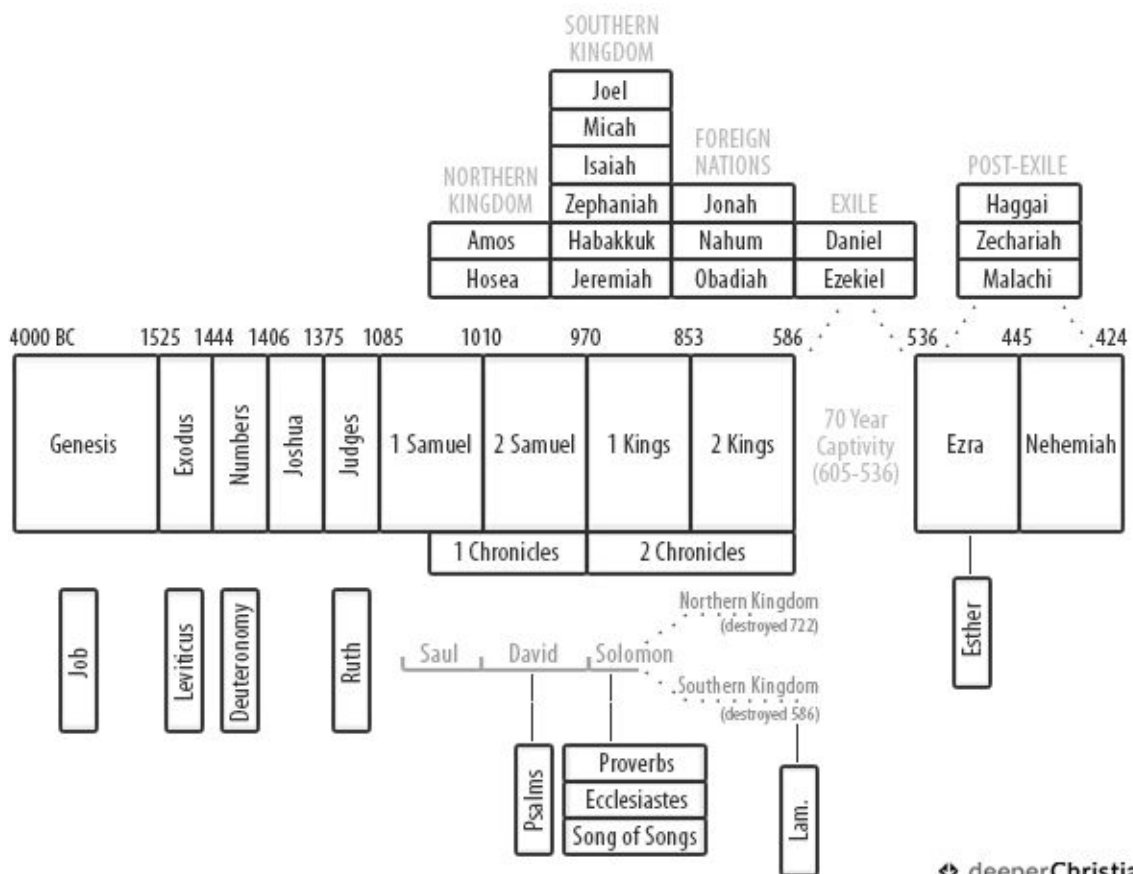 SOUTHERN
KINGDOM
Joel
Micah
Isaiah
Zephaniah
Habakkuk
Jeremiah
NORTHERN
KINGDOM
Amos
Hosea
FOREIGN
NATIONS
Jonah
Nahum
Obadiah
EXILE
Daniel
Ezekiel
POST-EXILE
Haggai
Zechariah
Malachi
4000 BC 1525 1444 1406 1375 1085 1010 970 853 586 536 445 424
Genesis
Exodus
Numbers
Joshua
Judges
1 Samuel
2 Samuel
1 Kings
2 Kings
70 Year
Captivity
(605-536)
Ezra
Nehemiah
1 Chronicles
2 Chronicles
Job
Leviticus
Deuteronomy
Ruth
Saul
David
Solomon
Northern Kingdom
(destroyed 722)
Southern Kingdom
(destroyed 586)
Esther
Psalms
Proverbs
Ecclesiastes
Song of Songs
Lam.